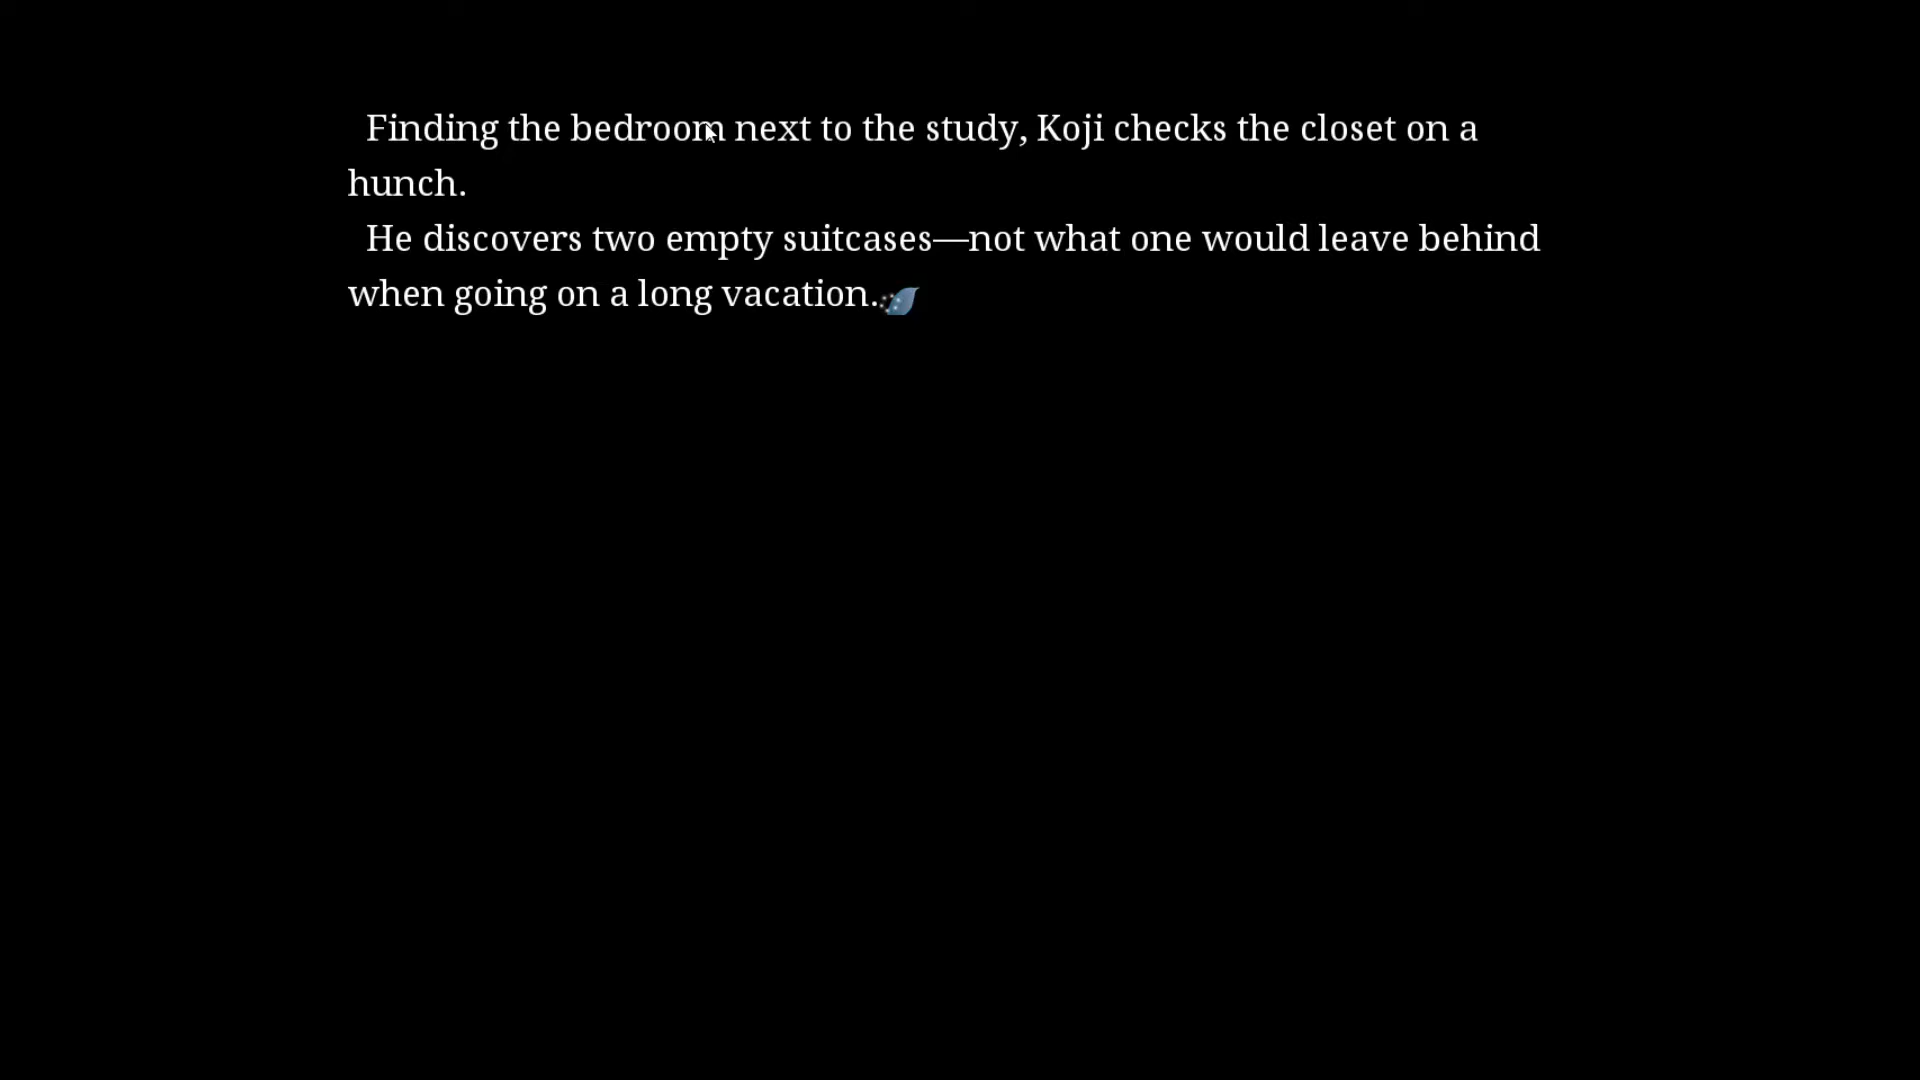 Finding the bedroom next to the study, Koji checks the closet on a
hunch.
He discovers two empty suitcases—not what one would leave behind
when going on a long vacation.